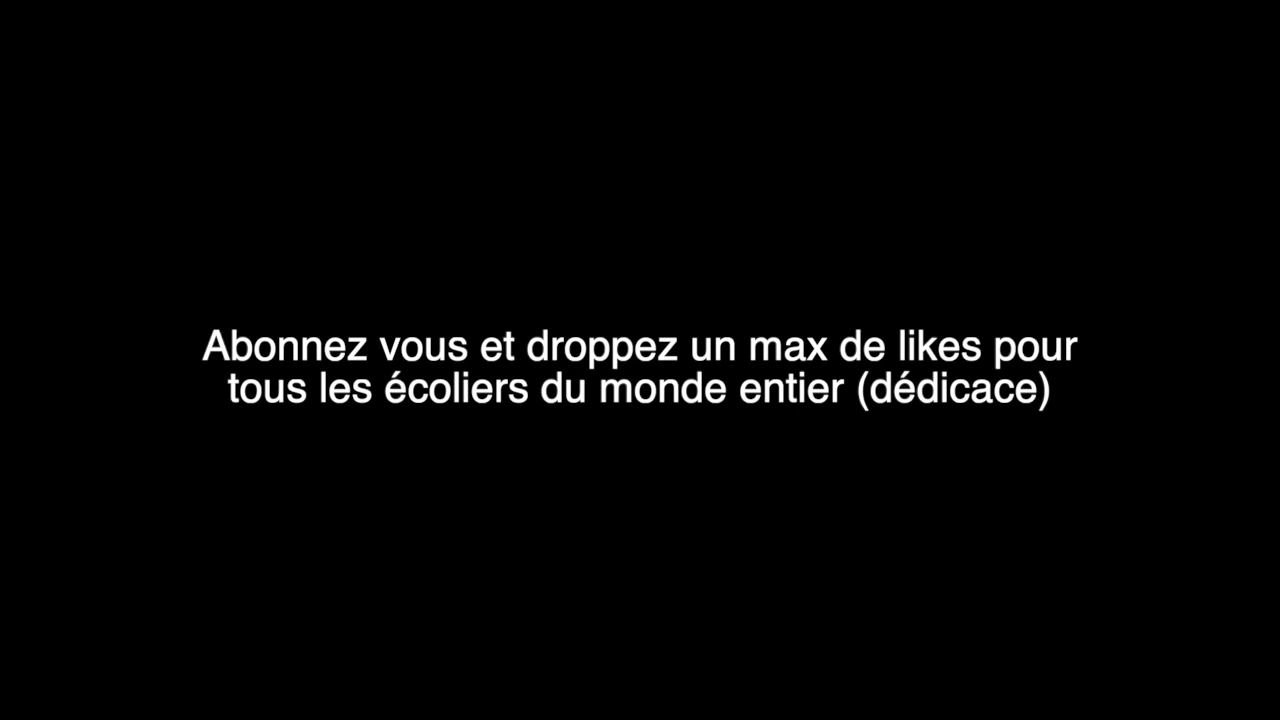 Abonnez vous et droppez un max de likes pour
tous les écoliers du monde entier (dédicace)